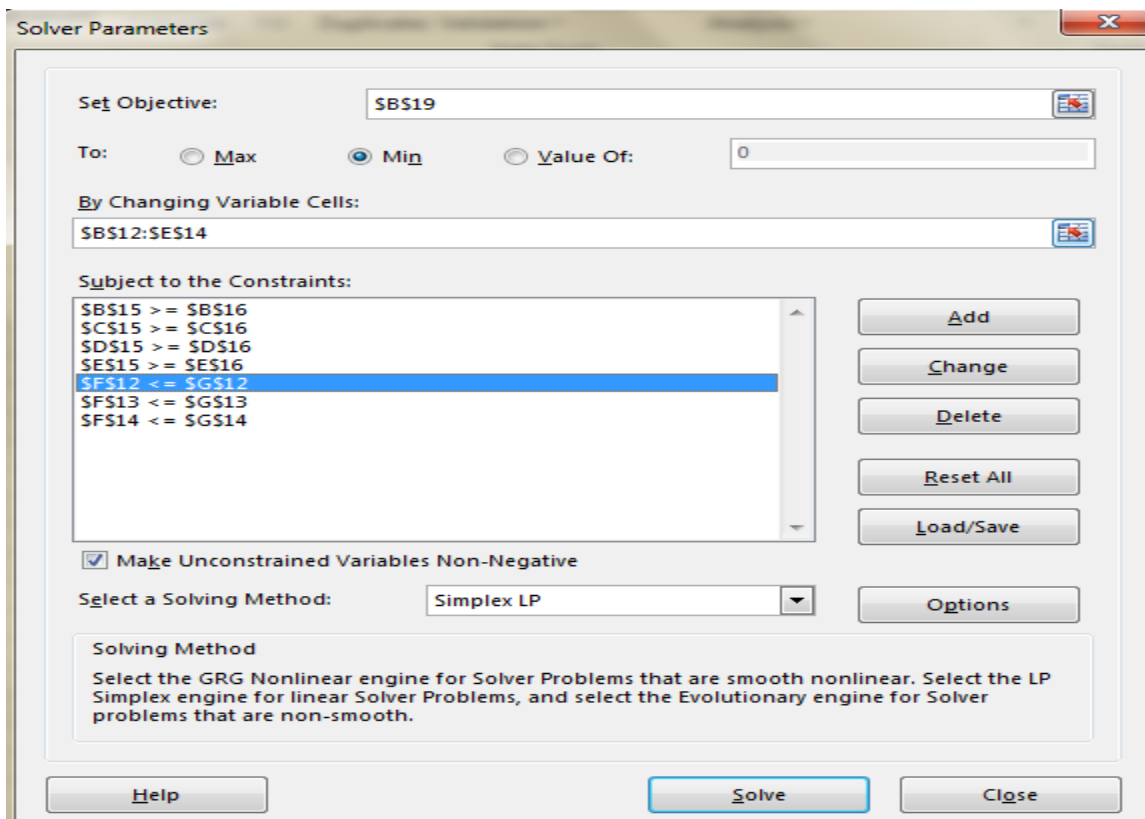 Solver Parameters
Set Objective:
$B$19
To:
Max
Min
Value Of:
0
By Changing Variable Cells:
$B$12:$E$14
Subject to the Constraints:
$B$15 >= $B$16
$C$15 >= $C$16
$D$15 >= $D$16
$E$15 >= $E$16
$F$12 <= $G$12
$F$13 <= $G$13
$F$14 <= $G$14
Add
Change
Delete
Reset All
Load/Save
Make Unconstrained Variables Non-Negative
Select a Solving Method:
Simplex LP
Options
Solving Method
Select the GRG Nonlinear engine for Solver Problems that are smooth nonlinear. Select the LP
Simplex engine for linear Solver Problems, and select the Evolutionary engine for Solver
problems that are non-smooth.
Help
Solve
Close